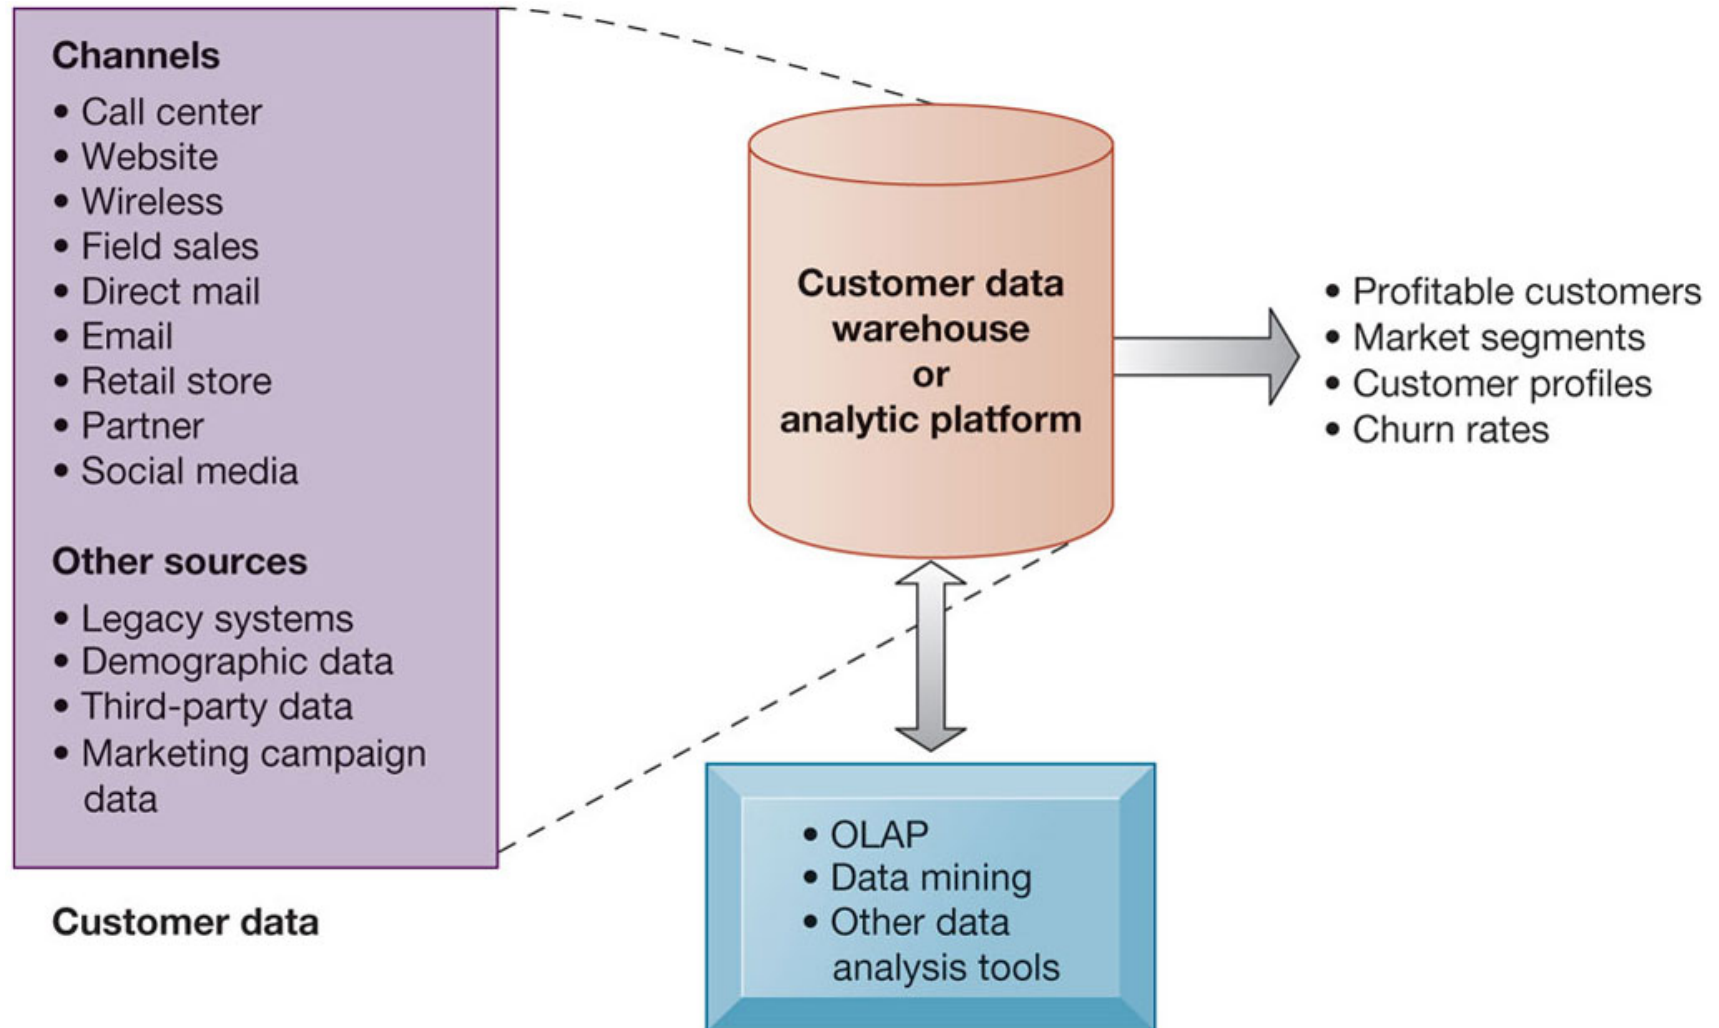 Channels
• Call center
• Website
• Wireless
• Field sales
• Direct mail
• Email
• Retail store
• Partner
• Social media
Other sources
• Legacy systems
• Demographic data
• Third-party data
• Marketing campaign
data
Customer data
Customer data
warehouse
or
analytic platform
• OLAP
• Data mining
• Other data
analysis tools
• Profitable customers
• Market segments
• Customer profiles
• Churn rates